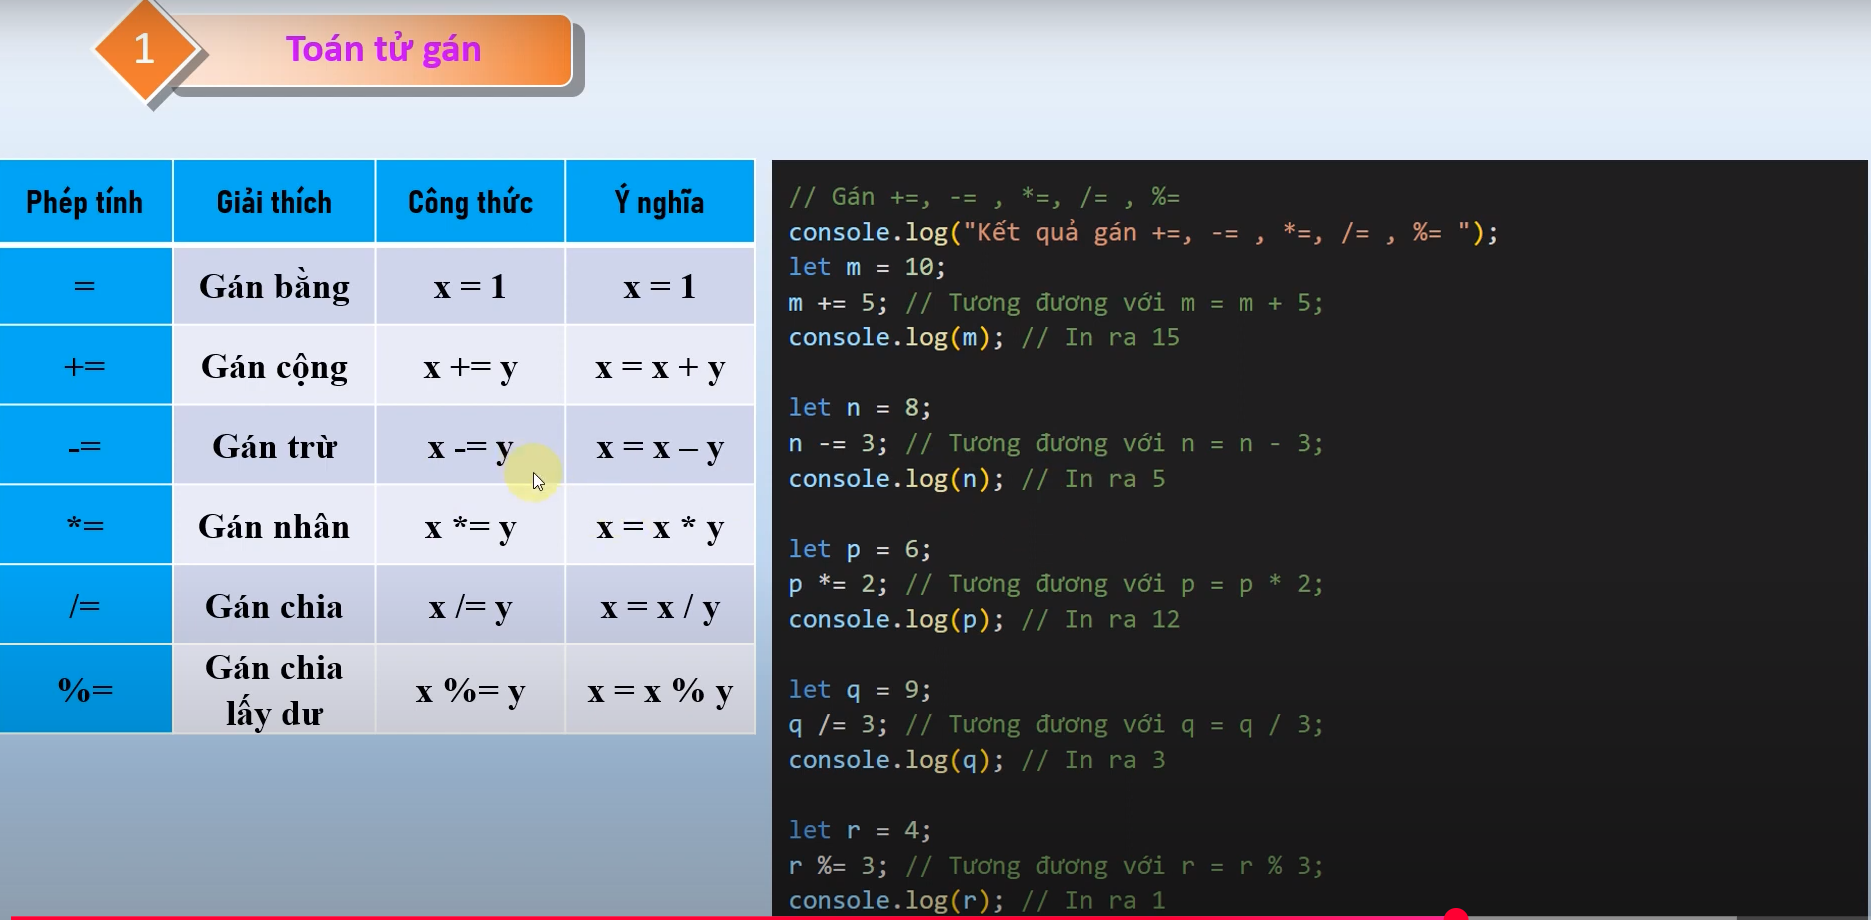 1
Toán tử gán
Phép tính Giải thích Công thức Ý nghĩa
= Gán bằng x = 1 x = 1
+= Gán cộng x += y x = x + y
-= Gán trừ x -= y x = x – y
*= Gán nhân x *= y x = x * y
/= Gán chia x /= y x = x / y
%= Gán chia lấy dư x %= y x = x % y
// Gán +=, -= , *=, /= , %=
console.log("Kết quả gán +=, -= , *=, /= , %= ");
let m = 10;
m += 5; // Tương đương với m = m + 5;
console.log(m); // In ra 15
let n = 8;
n -= 3; // Tương đương với n = n - 3;
console.log(n); // In ra 5
let p = 6;
p *= 2; // Tương đương với p = p * 2;
console.log(p); // In ra 12
let q = 9;
q /= 3; // Tương đương với q = q / 3;
console.log(q); // In ra 3
let r = 4;
r %= 3; // Tương đương với r = r % 3;
console.log(r); // In ra 1